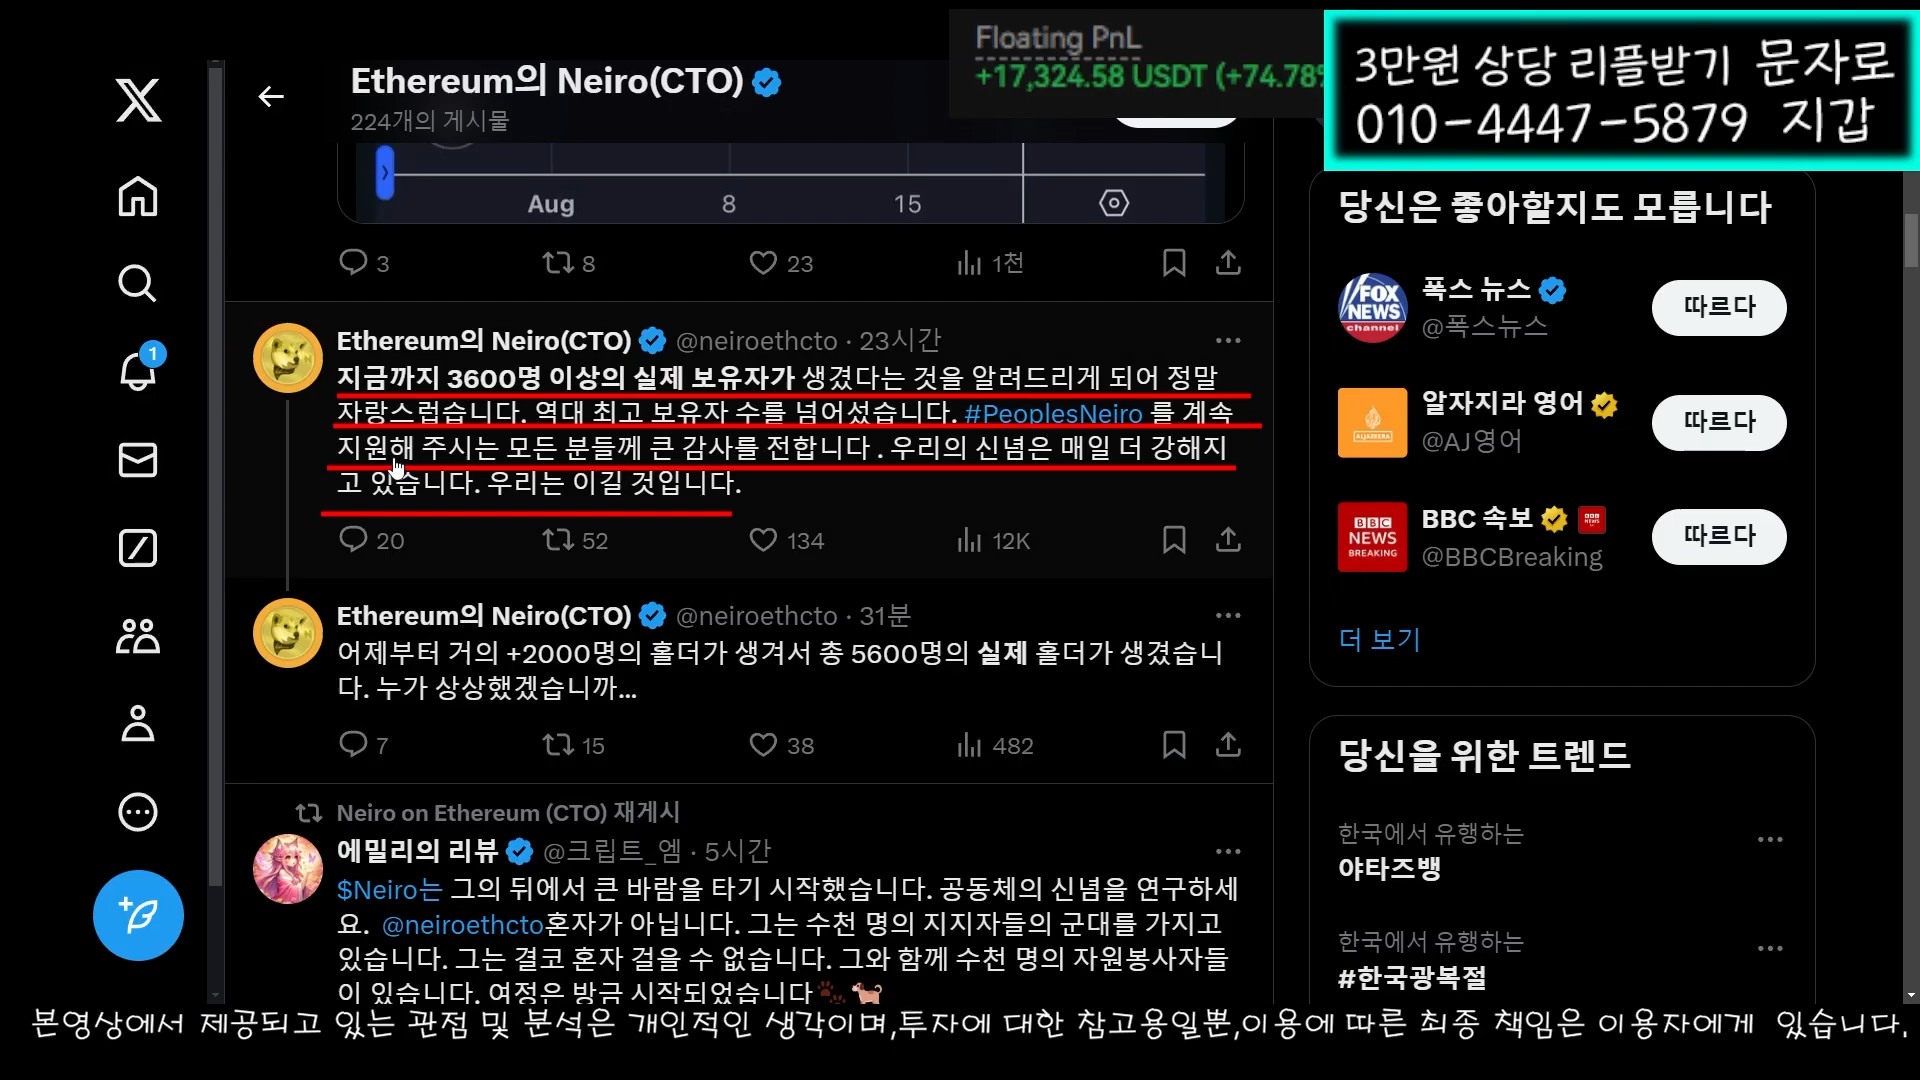 Floating PnL
+17,324.58 USDT (+74.78%
3만원 상당 리플받기 문자로
010-4447-5879 지갑
Ethereum의 Neiro(CTO)
224개의 게시물
Aug 8 15
3 8 23 1천
1
Ethereum의 Neiro(CTO) @neiroethcto · 23시간
지금까지 3600명 이상의 실제 보유자가 생겼다는 것을 알려드리게 되어 정말
자랑스럽습니다. 역대 최고 보유자 수를 넘어섰습니다. #PeoplesNeiro 를 계속
지원해 주시는 모든 분들께 큰 감사를 전합니다 . 우리의 신념은 매일 더 강해지
고 있습니다. 우리는 이길 것입니다.
20 52 134 12K
Ethereum의 Neiro(CTO) @neiroethcto · 31분
어제부터 거의 +2000명의 홀더가 생겨서 총 5600명의 실제 홀더가 생겼습니
다. 누가 상상했겠습니까...
7 15 38 482
Neiro on Ethereum (CTO) 재게시
에밀리의 리뷰 @크립트_엠 · 5시간
$Neiro는 그의 뒤에서 큰 바람을 타기 시작했습니다. 공동체의 신념을 연구하세
요. @neiroethcto혼자가 아닙니다. 그는 수천 명의 지지자들의 군대를 가지고
있습니다. 그는 결코 혼자 걸을 수 없습니다. 그와 함께 수천 명의 자원봉사자들
이 있습니다. 여정은 방금 시작되었습니다
당신은 좋아할지도 모릅니다
FOX NEWS channel
폭스 뉴스
@폭스뉴스
따르다
ALJAZEERA
알자지라 영어
@AJ영어
따르다
BBC NEWS BREAKING
BBC 속보
@BBCBreaking
따르다
더 보기
당신을 위한 트렌드
한국에서 유행하는
야타즈뱅
한국에서 유행하는
#한국광복절
본영상에서 제공되고 있는 관점 및 분석은 개인적인 생각이며,투자에 대한 참고용일뿐,이용에 따른 최종 책임은 이용자에게 있습니다.